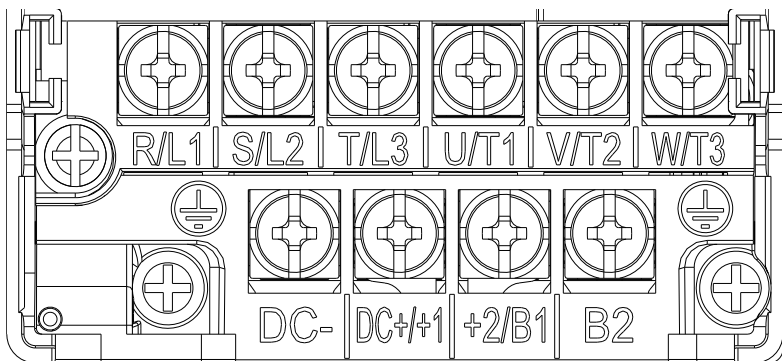 R/L1 S/L2 T/L3 U/T1 V/T2 W/T3
DC- DC+/+1 +2/B1 B2